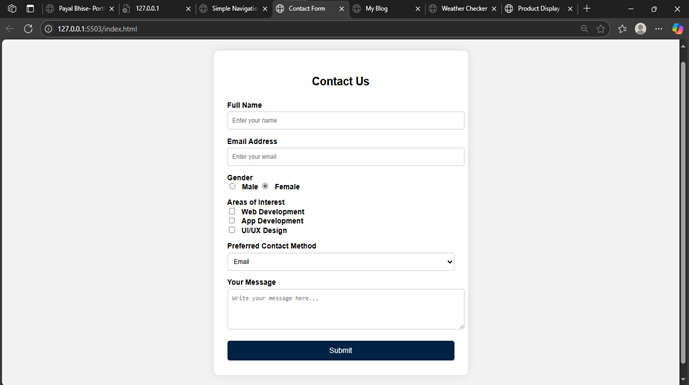 Payal Bhise- Port
127.0.0.1
Simple Navigatio
Contact Form
My Blog
Weather Checker
Product Display
127.0.0.1:5503/index.html
Contact Us
Full Name
Enter your name
Email Address
Enter your email
Gender
Male Female
Areas of Interest
Web Development
App Development
UI/UX Design
Preferred Contact Method
Email
Your Message
Write your message here...
Submit